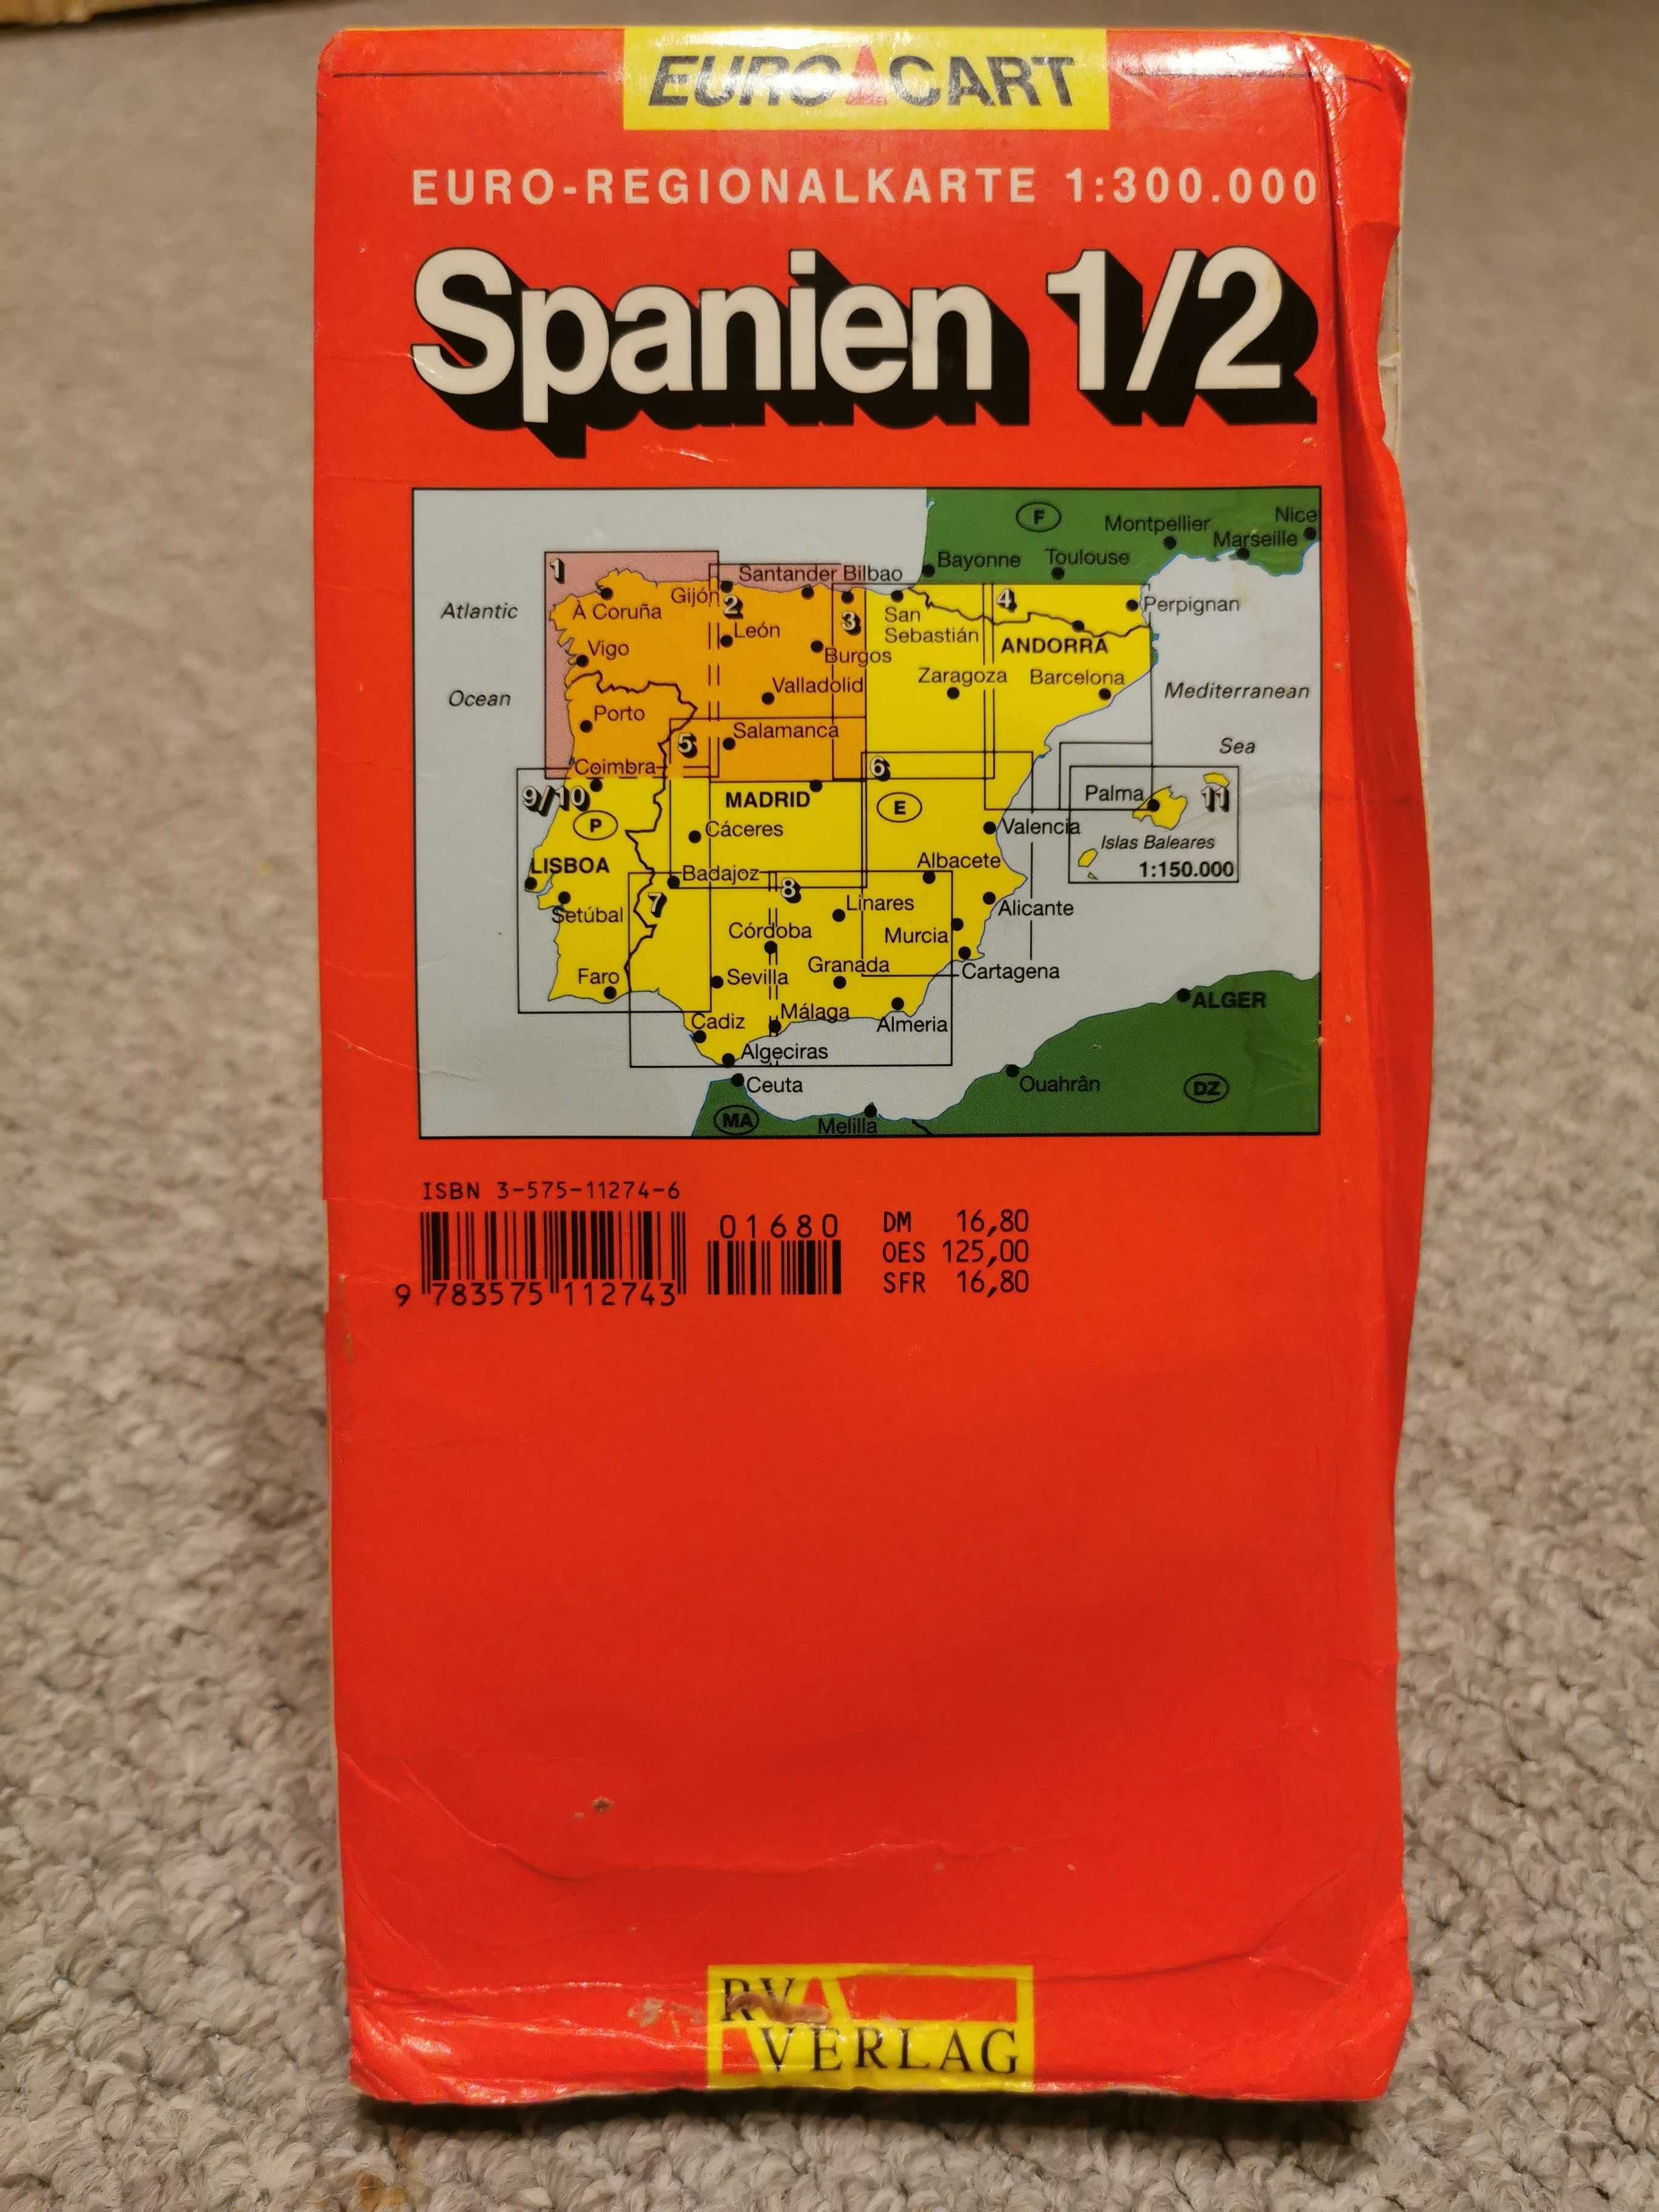 EURO CART
EURO-REGIONALKARTE 1:300.000
Spanien 1/2
F
Montpellier
Nice
Marseille
Bayonne
Toulouse
1
Santander
Bilbao
Atlantic
À Coruña
Gijón
2
3
San
Sebastián
4
Perpignan
León
ANDORRA
Vigo
Burgos
Zaragoza
Barcelona
Ocean
Valladolid
Mediterranean
Porto
5
Salamanca
Sea
Coimbra
6
9/10
MADRID
E
Palma
11
P
Cáceres
Valencia
Islas Baleares
LISBOA
Albacete
1:150.000
Badajoz
8
7
Linares
Alicante
Setúbal
Córdoba
Murcia
Faro
Sevilla
Granada
Cartagena
ALGER
Cadiz
Málaga
Almeria
Algeciras
Ceuta
Ouahrân
DZ
MA
Melilla
ISBN 3-575-11274-6
9 783575 112743
01680
DM 16,80
OES 125,00
SFR 16,80
RV
VERLAG